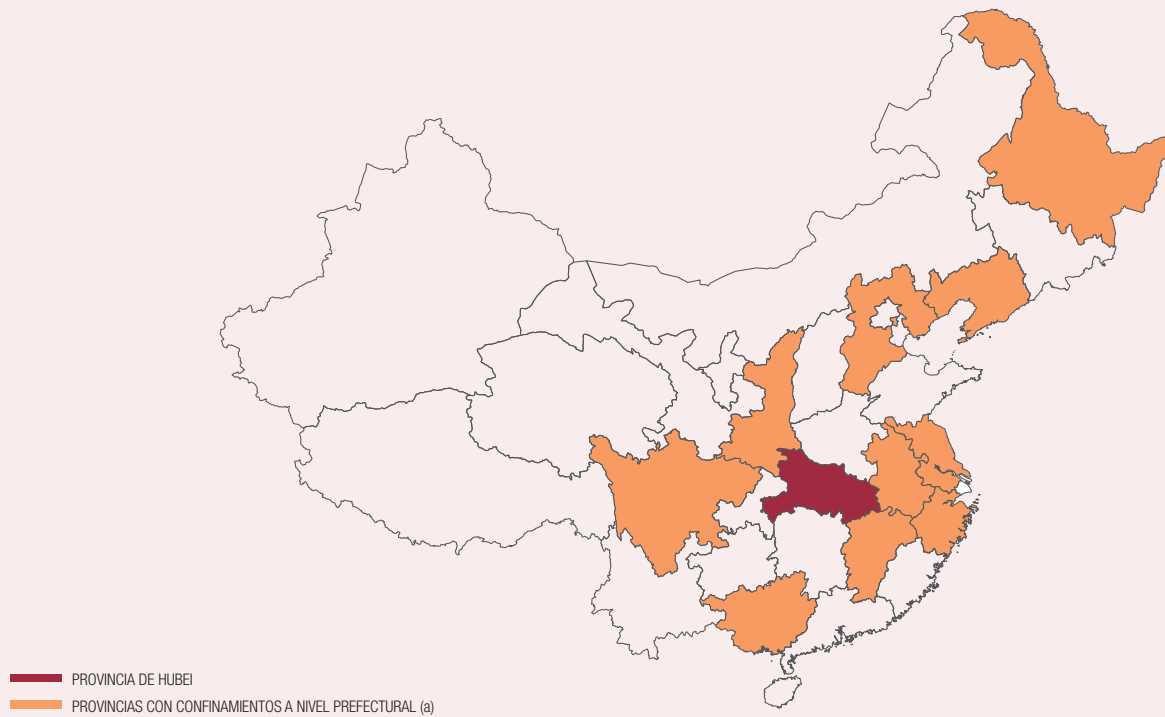 PROVINCIA DE HUBEI
PROVINCIAS CON CONFINAMIENTOS A NIVEL PREFECTURAL (a)